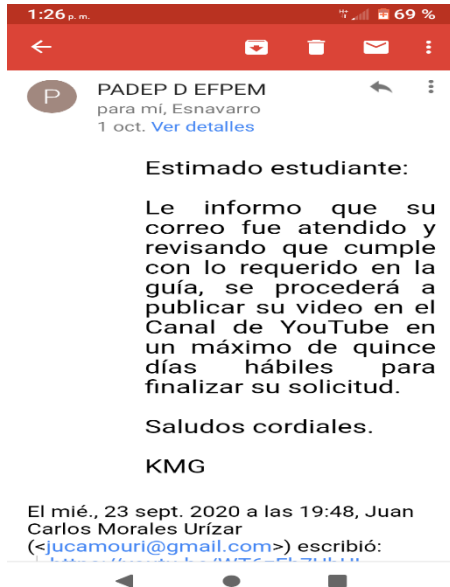 1:26 p. m.
69 %
P
PADEP D EFPEM
para mí, Esnavarro
1 oct. Ver detalles
Estimado estudiante:
Le informo que su
correo fue atendido y
revisando que cumple
con lo requerido en la
guía, se procederá a
publicar su video en el
Canal de YouTube en
un máximo de quince
días hábiles para
finalizar su solicitud.
Saludos cordiales.
KMG
El mié., 23 sept. 2020 a las 19:48, Juan
Carlos Morales Urízar
(<jucamouri@gmail.com>) escribió: